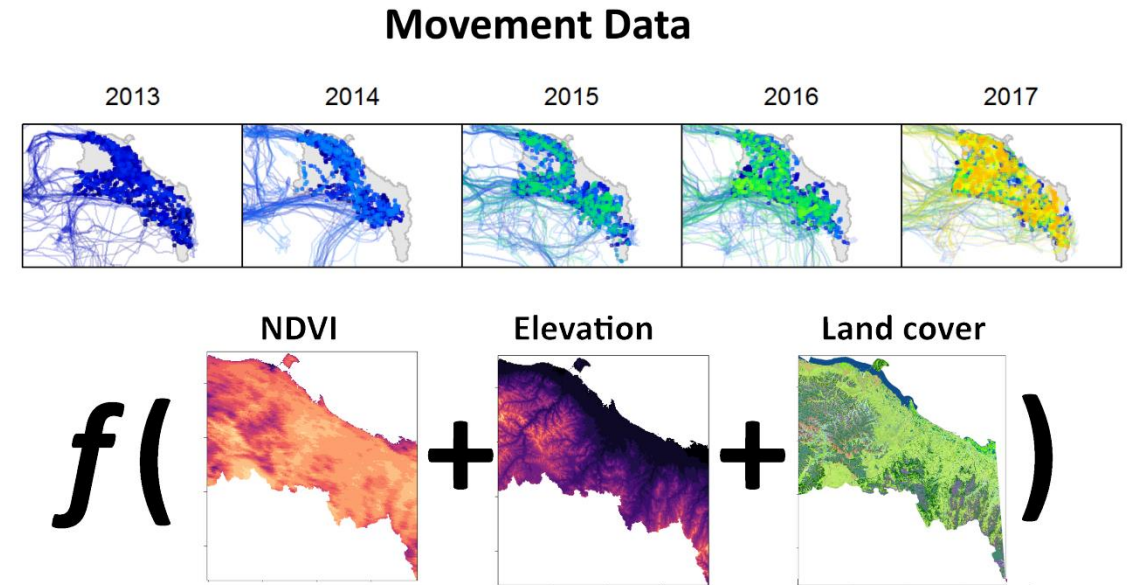 Movement Data
2013 2014 2015 2016 2017
NDVI Elevation Land cover
f( + + )